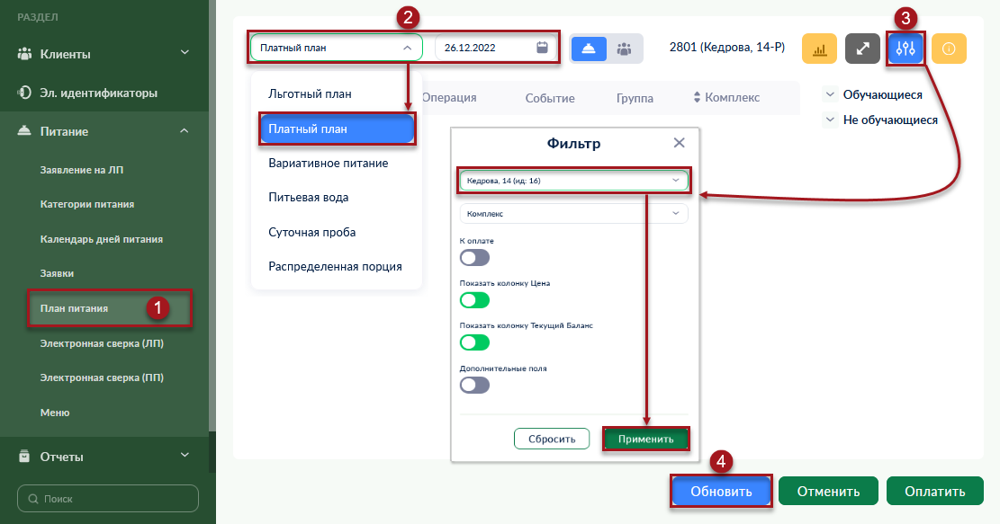 РАЗДЕЛ
Клиенты
Эл. идентификаторы
Питание
Заявление на ЛП
Категории питания
Календарь дней питания
Заявки
План питания
1
Электронная сверка (ЛП)
Электронная сверка (ПП)
Меню
Отчеты
Поиск
2
Платный план
26.12.2022
2801 (Кедрова, 14-Р)
3
Льготный план
Платный план
Вариативное питание
Питьевая вода
Суточная проба
Распределенная порция
Операция
Событие
Группа
Комплекс
Обучающиеся
Не обучающиеся
Фильтр
Кедрова, 14 (ид: 16)
Комплекс
К оплате
Показать колонку Цена
Показать колонку Текущий Баланс
Дополнительные поля
Сбросить
Применить
4
Обновить
Отменить
Оплатить